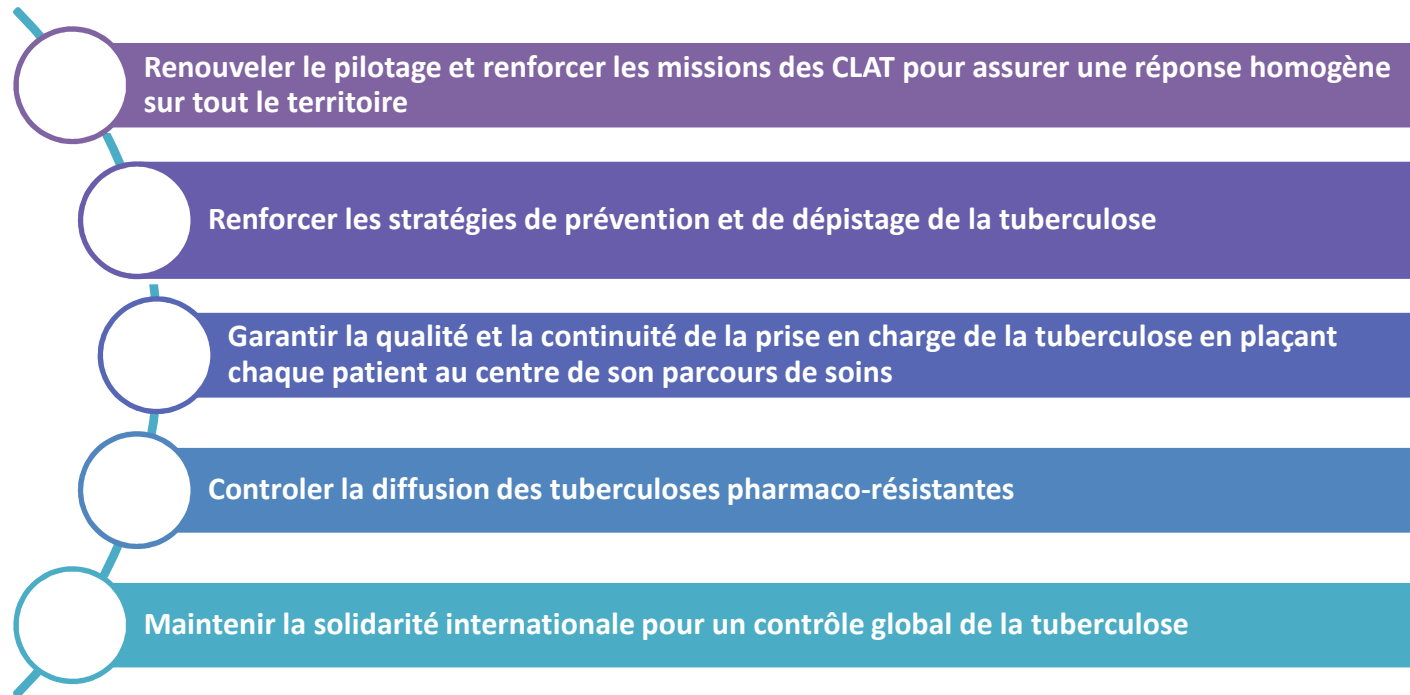 Renouveler le pilotage et renforcer les missions des CLAT pour assurer une réponse homogène
sur tout le territoire
Renforcer les stratégies de prévention et de dépistage de la tuberculose
Garantir la qualité et la continuité de la prise en charge de la tuberculose en plaçant
chaque patient au centre de son parcours de soins
Controler la diffusion des tuberculoses pharmaco-résistantes
Maintenir la solidarité internationale pour un contrôle global de la tuberculose